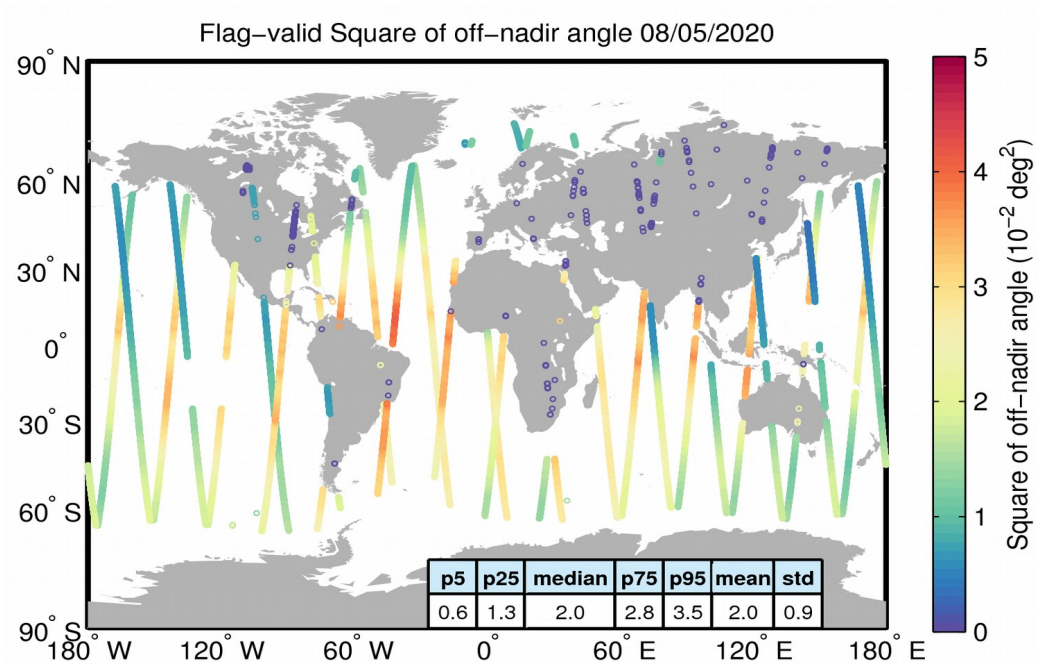 Flag−valid Square of off−nadir angle 08/05/2020
90° N
60° N
30° N
0°
30° S
60° S
90° S
180° W
120° W
60° W
0°
60° E
120° E
180° E
5
4
3
2
1
0
Square of off−nadir angle (10⁻² deg²)
p5 p25 median p75 p95 mean std
0.6 1.3 2.0 2.8 3.5 2.0 0.9